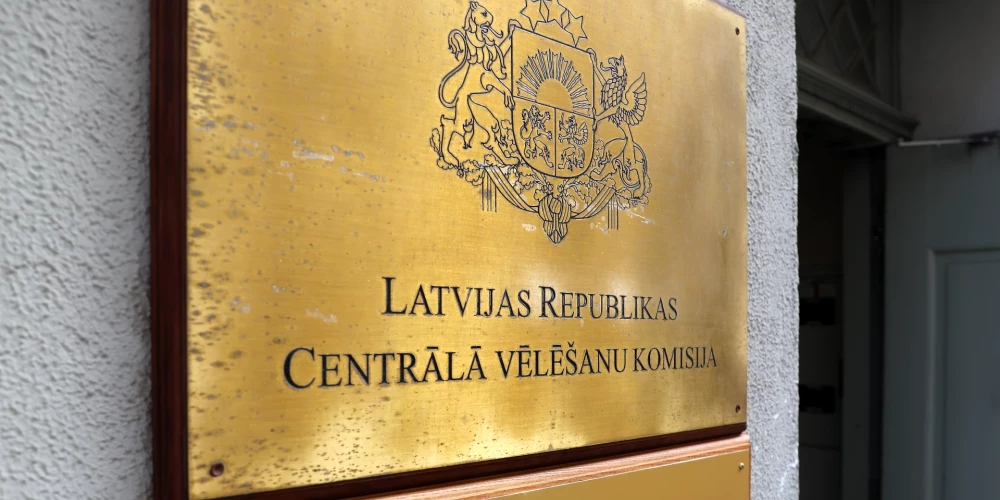 LATVIJAS REPUBLIKAS
CENTRĀLĀ VĒLĒŠANU KOMISIJA